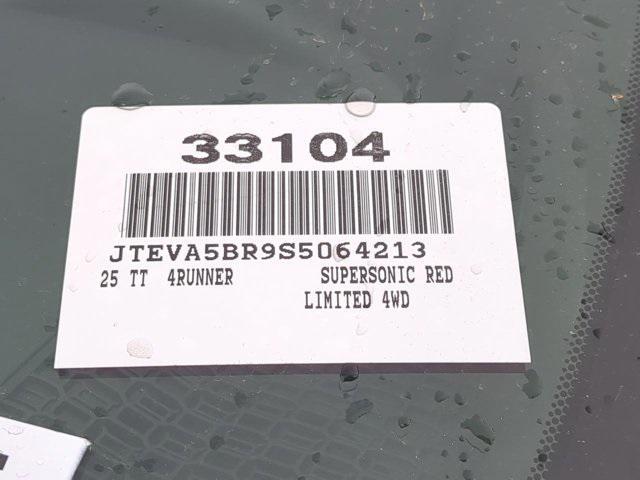 33104
JTEVA5BR9S5064213
25 TT 4RUNNER SUPERSONIC RED
LIMITED 4WD